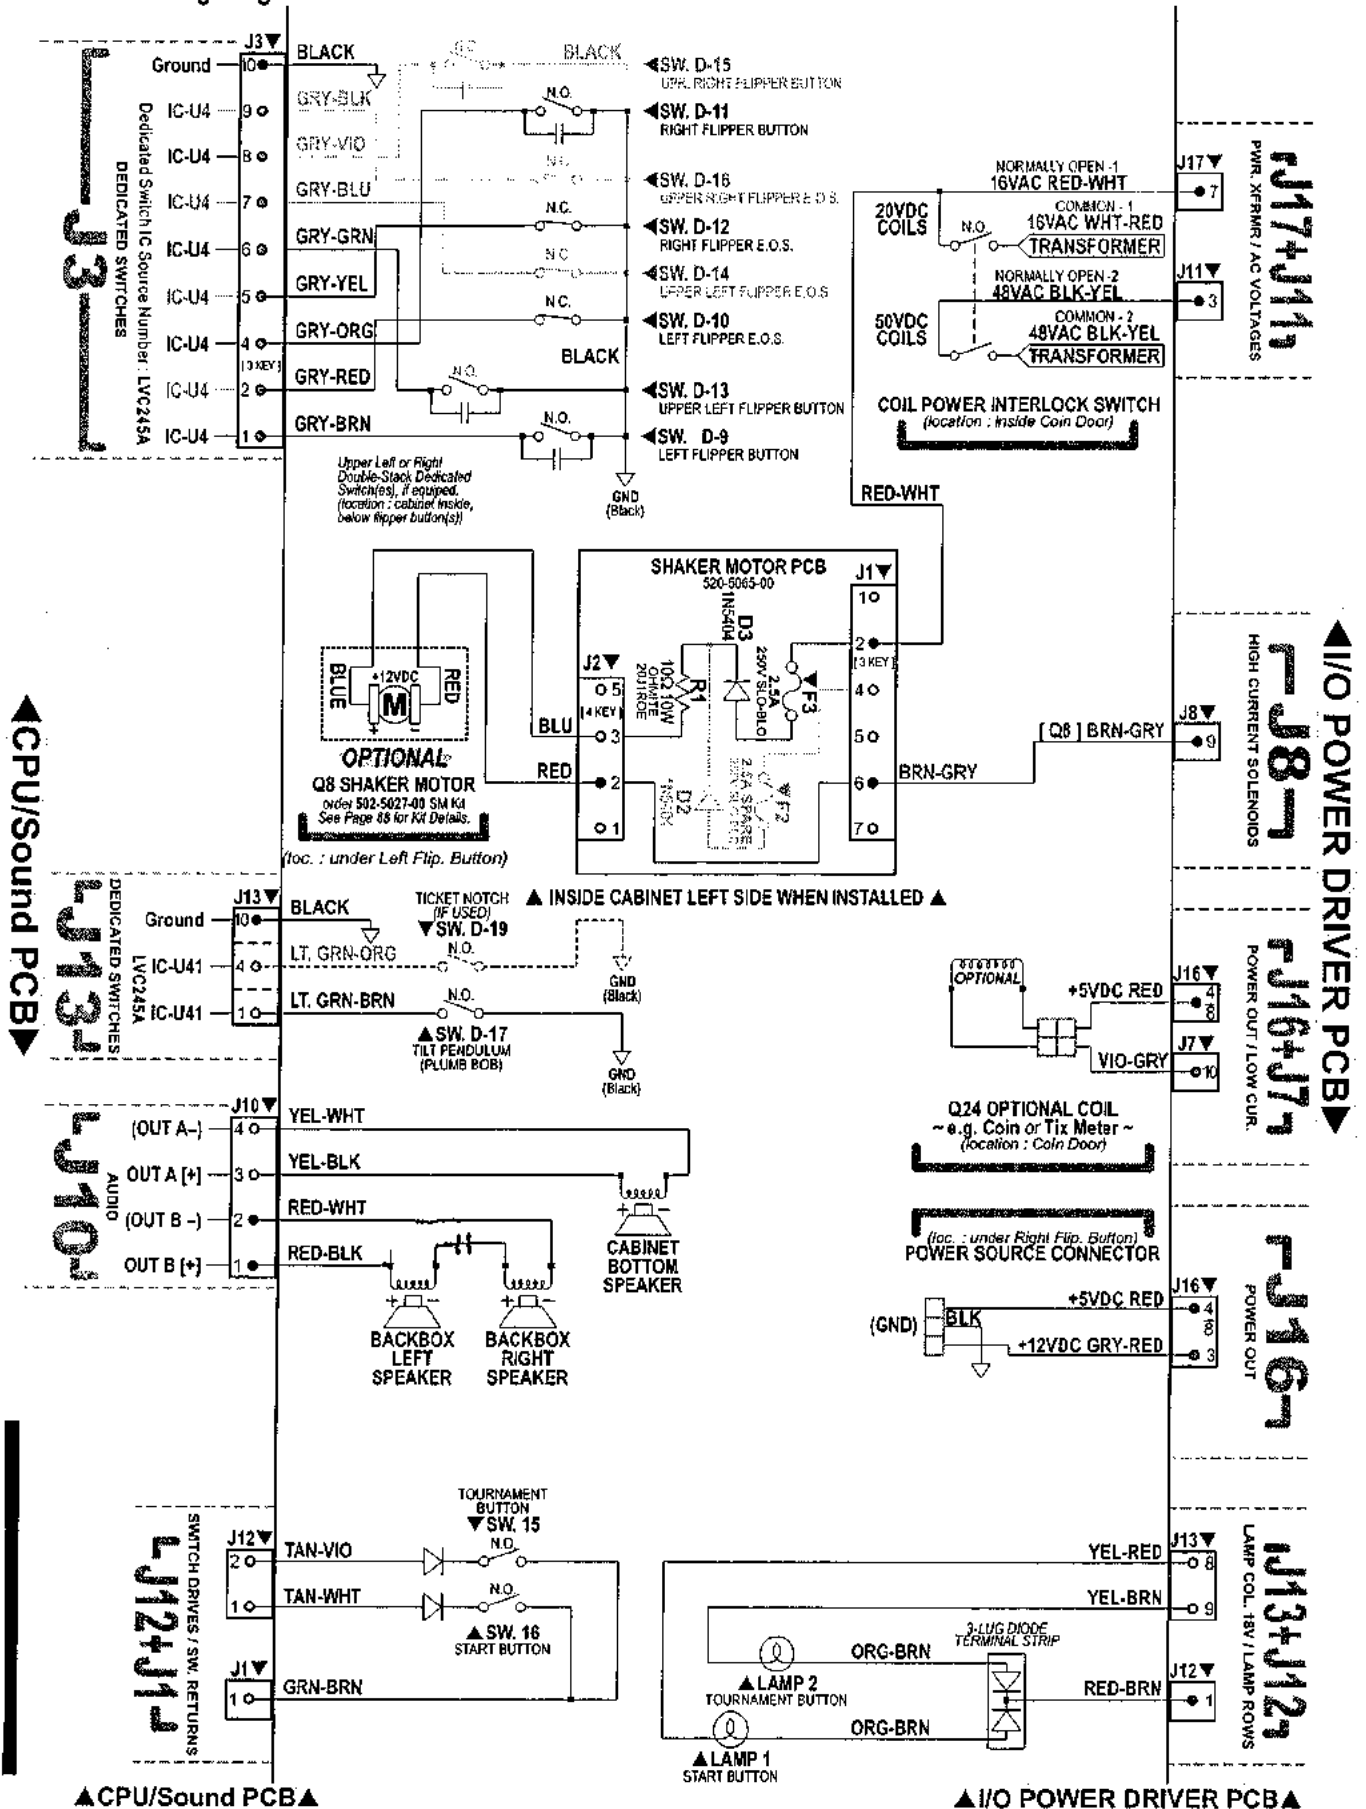 J3▼
Ground
10
BLACK
IC-U4
9
GRY-BLK
IC-U4
8
GRY-VIO
IC-U4
7
GRY-BLU
IC-U4
6
GRY-GRN
IC-U4
5
GRY-YEL
IC-U4
4
GRY-ORG
[3 KEY]
IC-U4
2
GRY-RED
IC-U4
1
GRY-BRN
Dedicated Switch IC Source Number : LVC245A
DEDICATED SWITCHES
J3
BLACK
◀SW. D-15
UPR. RIGHT FLIPPER BUTTON
N.O.
◀SW. D-11
RIGHT FLIPPER BUTTON
N.C.
◀SW. D-16
UPPER RIGHT FLIPPER E.O.S.
N.C.
◀SW. D-12
RIGHT FLIPPER E.O.S.
N.C.
◀SW. D-14
UPPER LEFT FLIPPER E.O.S
N.C.
◀SW. D-10
LEFT FLIPPER E.O.S.
BLACK
N.O.
◀SW. D-13
UPPER LEFT FLIPPER BUTTON
N.O.
◀SW. D-9
LEFT FLIPPER BUTTON
GND
(Black)
Upper Left or Right
Double-Stack Dedicated
Switch(es), if equiped.
(location : cabinet inside,
below flipper button(s))
J17▼
NORMALLY OPEN -1
16VAC RED-WHT
7
20VDC
COILS
N.O.
COMMON - 1
16VAC WHT-RED
TRANSFORMER
J11▼
NORMALLY OPEN -2
48VAC BLK-YEL
3
50VDC
COILS
COMMON - 2
48VAC BLK-YEL
TRANSFORMER
COIL POWER INTERLOCK SWITCH
(location : Inside Coin Door)
PWR. XFRMR / AC VOLTAGES
J17+J11
RED-WHT
SHAKER MOTOR PCB
520-5065-00
J1▼
1
2
[3 KEY]
4
5
6
7
1N5404
D3
250V SLO-BLO
2.5A
▼F3
R1
10Ω 10W
OHMITE
20J1ROE
J2▼
5
[4 KEY]
3
2
1
D2
2.5A SPARE
▼F2
BLU
RED
BRN-GRY
BLUE
+12VDC
RED
M
+ -
OPTIONAL
Q8 SHAKER MOTOR
order 502-5027-00 SM Kit
See Page 88 for Kit Details.
(loc. : under Left Flip. Button)
▲ INSIDE CABINET LEFT SIDE WHEN INSTALLED ▲
J8▼
[ Q8 ] BRN-GRY
9
HIGH CURRENT SOLENOIDS
J8
◀I/O POWER DRIVER PCB▶
◀CPU/Sound PCB▶
J13▼
Ground
10
BLACK
IC-U41
4
LT. GRN-ORG
IC-U41
1
LT. GRN-BRN
DEDICATED SWITCHES
LVC245A
J13
TICKET NOTCH
(IF USED)
▼SW. D-19
N.O.
GND
(Black)
N.O.
▲SW. D-17
TILT PENDULUM
(PLUMB BOB)
GND
(Black)
OPTIONAL
J16▼
+5VDC RED
4
J7▼
VIO-GRY
10
POWER OUT / LOW CUR.
J16+J7
Q24 OPTIONAL COIL
~ e.g. Coin or Tix Meter ~
(location : Coin Door)
J10▼
(OUT A–)
4
YEL-WHT
OUT A [+]
3
YEL-BLK
(OUT B –)
2
RED-WHT
OUT B [+]
1
RED-BLK
AUDIO
J10
+ –
CABINET
BOTTOM
SPEAKER
+ –
BACKBOX
LEFT
SPEAKER
+ –
BACKBOX
RIGHT
SPEAKER
(loc. : under Right Flip. Button)
POWER SOURCE CONNECTOR
J16▼
+5VDC RED
4
(GND)
BLK
+12VDC GRY-RED
3
POWER OUT
J16
J12▼
2
TAN-VIO
1
TAN-WHT
J1▼
1
GRN-BRN
SWITCH DRIVES / SW. RETURNS
J12+J1
TOURNAMENT
BUTTON
▼SW. 15
N.O.
N.O.
▲SW. 16
START BUTTON
J13▼
YEL-RED
8
YEL-BRN
9
3-LUG DIODE
TERMINAL STRIP
ORG-BRN
▲LAMP 2
TOURNAMENT BUTTON
J12▼
RED-BRN
1
ORG-BRN
▲LAMP 1
START BUTTON
LAMP COL. 18V / LAMP ROWS
J13+J12
▲CPU/Sound PCB▲
▲I/O POWER DRIVER PCB▲